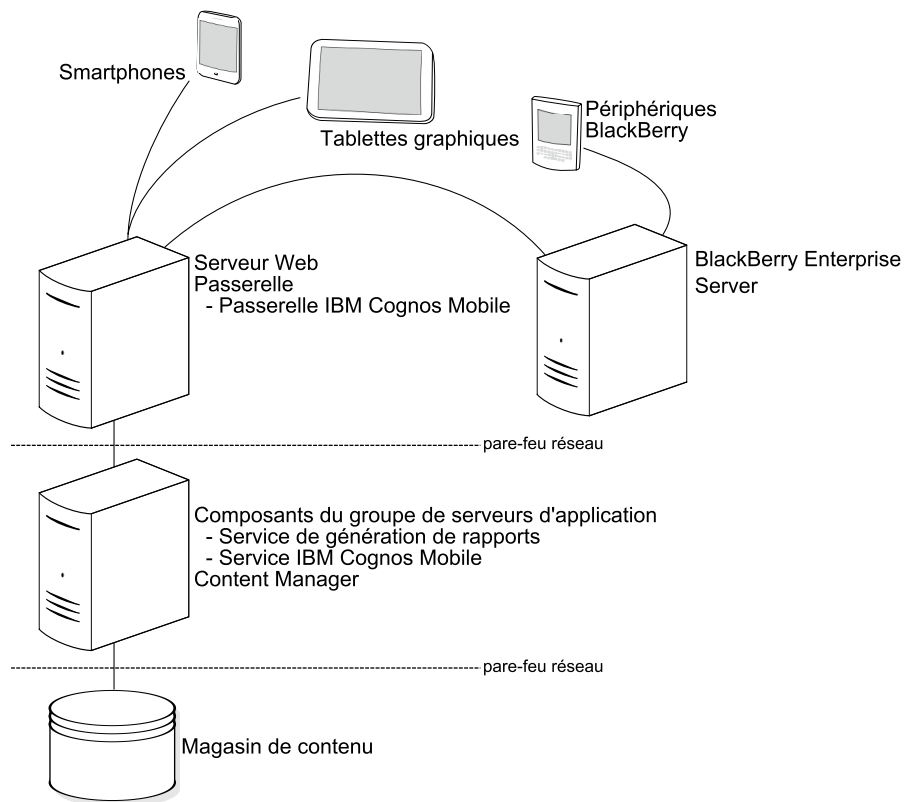 Smartphones
Tablettes graphiques
Périphériques
BlackBerry
Serveur Web
Passerelle
- Passerelle IBM Cognos Mobile
BlackBerry Enterprise
Server
pare-feu réseau
Composants du groupe de serveurs d'application
- Service de génération de rapports
- Service IBM Cognos Mobile
Content Manager
pare-feu réseau
Magasin de contenu